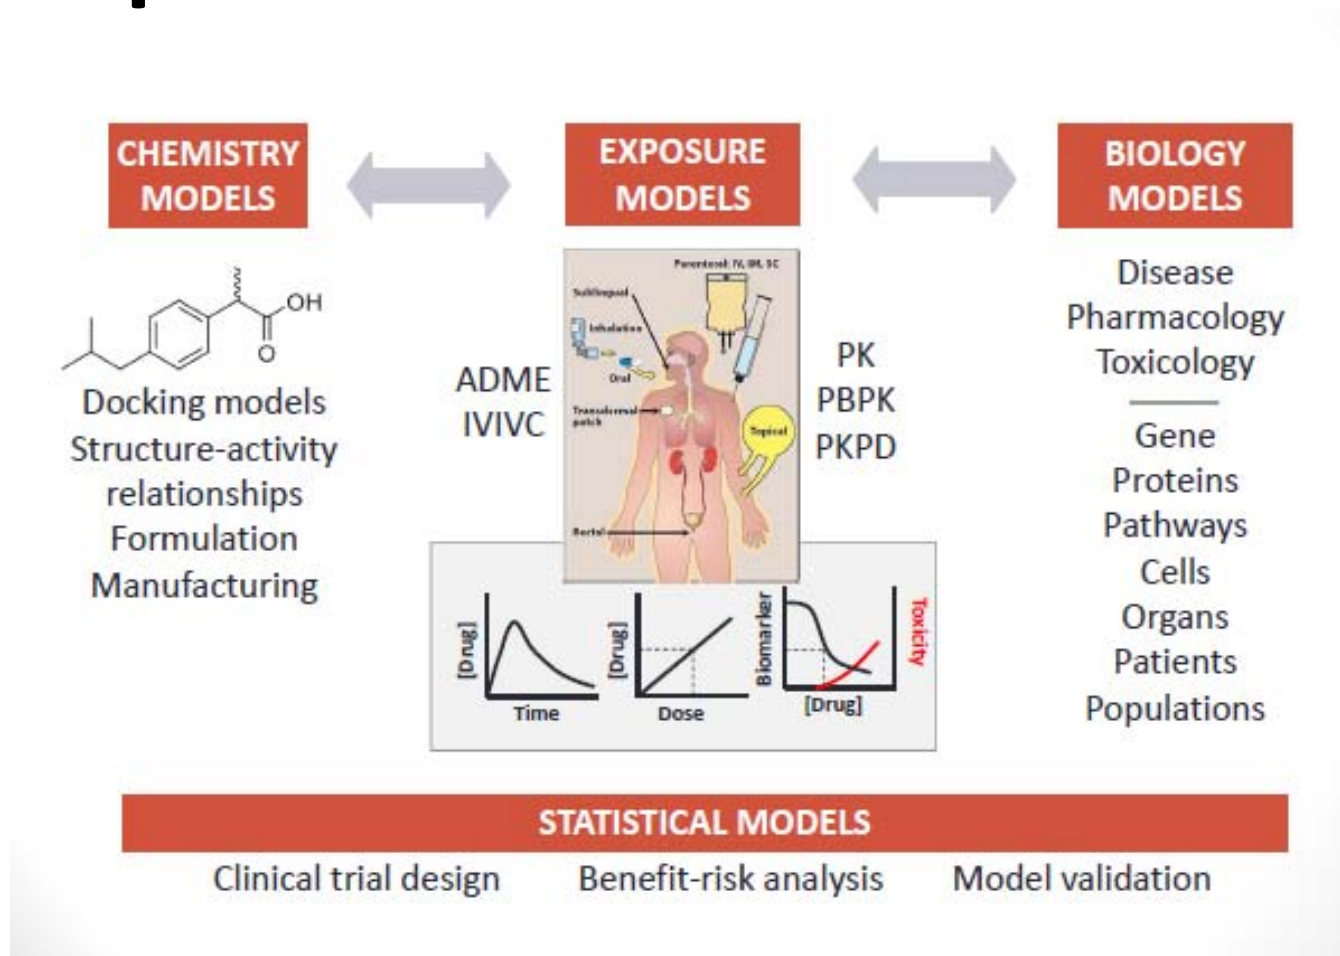 CHEMISTRY
MODELS
EXPOSURE
MODELS
BIOLOGY
MODELS
OH
O
Docking models
Structure-activity
relationships
Formulation
Manufacturing
ADME
IVIVC
Parenteral: IV, IM, SC
Sublingual
Inhalation
Oral
Transdermal
patch
Topical
Rectal
PK
PBPK
PKPD
[Drug]
Time
[Drug]
Dose
Biomarker
[Drug]
Toxicity
Disease
Pharmacology
Toxicology
Gene
Proteins
Pathways
Cells
Organs
Patients
Populations
STATISTICAL MODELS
Clinical trial design
Benefit-risk analysis
Model validation